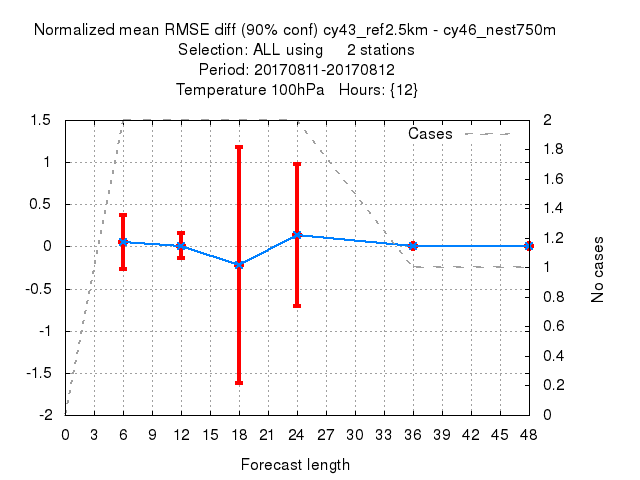 Normalized mean RMSE diff (90% conf) cy43_ref2.5km - cy46_nest750m
Selection: ALL using     2 stations
Period: 20170811-20170812
Temperature 100hPa   Hours: {12}
Cases
1.5
1
0.5
0
-0.5
-1
-1.5
-2
2
1.8
1.6
1.4
1.2
1
0.8
0.6
0.4
0.2
0
No cases
0 3 6 9 12 15 18 21 24 27 30 33 36 39 42 45 48
Forecast length